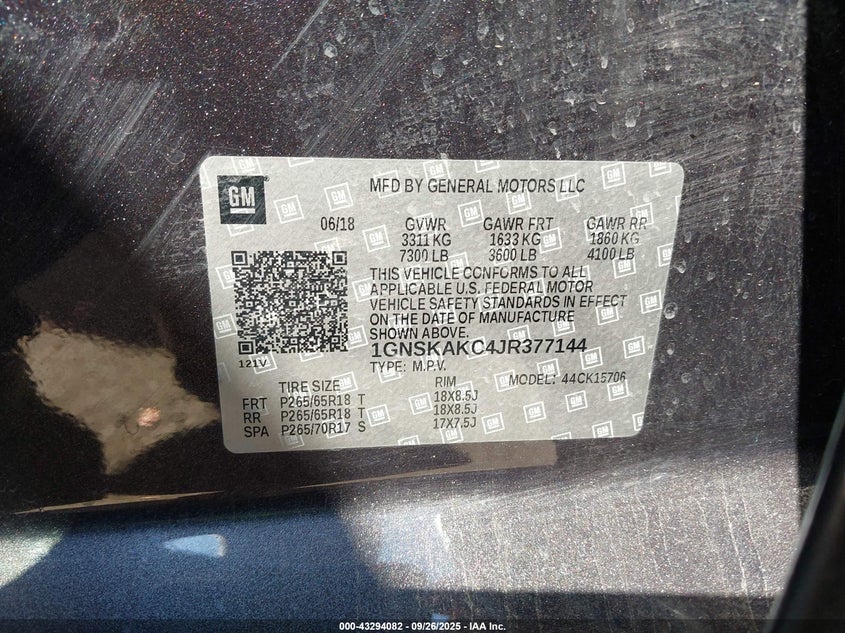 GM
MFD BY GENERAL MOTORS LLC
06/18 GVWR GAWR FRT GAWR RR
3311 KG 1633 KG 1860 KG
7300 LB 3600 LB 4100 LB
THIS VEHICLE CONFORMS TO ALL
APPLICABLE U.S. FEDERAL MOTOR
VEHICLE SAFETY STANDARDS IN EFFECT
ON THE DATE OF MANUFACTURE
SHOWN ABOVE.
1GNSKAKC4JR377144
121V
TYPE: M.P.V. MODEL: 44CK15706
TIRE SIZE RIM
FRT P265/65R18 T 18X8.5J
RR P265/65R18 T 18X8.5J
SPA P265/70R17 S 17X7.5J
000-43294082 - 09/26/2025 - IAA Inc.